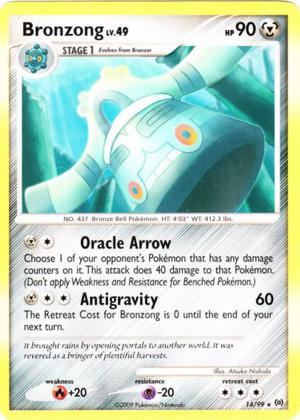 Bronzong LV.49 HP 90
STAGE 1 Evolves from Bronzor
Illus. Atsuko Nishida
NO. 437 Bronze Bell Pokémon HT: 4'03" WT: 412.3 lbs.
Oracle Arrow
Choose 1 of your opponent's Pokémon that has any damage
counters on it. This attack does 40 damage to that Pokémon.
(Don't apply Weakness and Resistance for Benched Pokémon.)
Antigravity 60
The Retreat Cost for Bronzong is 0 until the end of your
next turn.
It brought rains by opening portals to another world. It was
revered as a bringer of plentiful harvests.
weakness resistance retreat cost
+20 -20
©2009 Pokémon/Nintendo 14/99